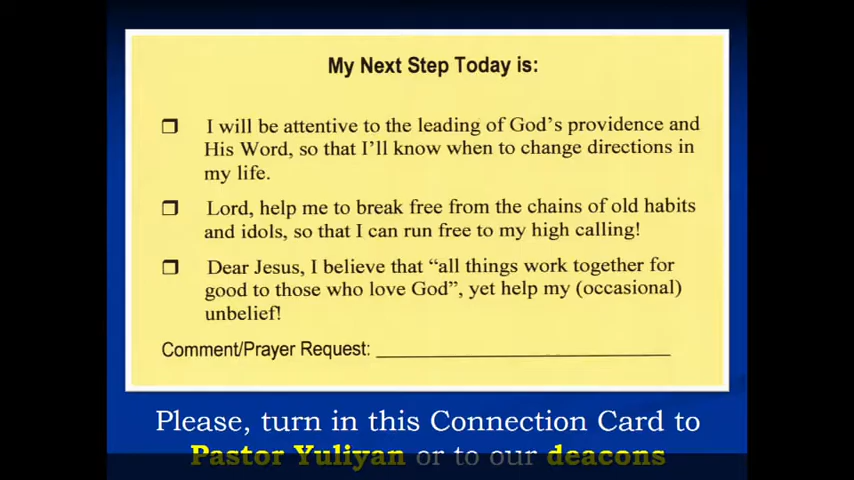 My Next Step Today is:
I will be attentive to the leading of God's providence and
His Word, so that I'll know when to change directions in
my life.
Lord, help me to break free from the chains of old habits
and idols, so that I can run free to my high calling!
Dear Jesus, I believe that “all things work together for
good to those who love God”, yet help my (occasional)
unbelief!
Comment/Prayer Request:
Please, turn in this Connection Card to
Pastor Yuliyan or to our deacons